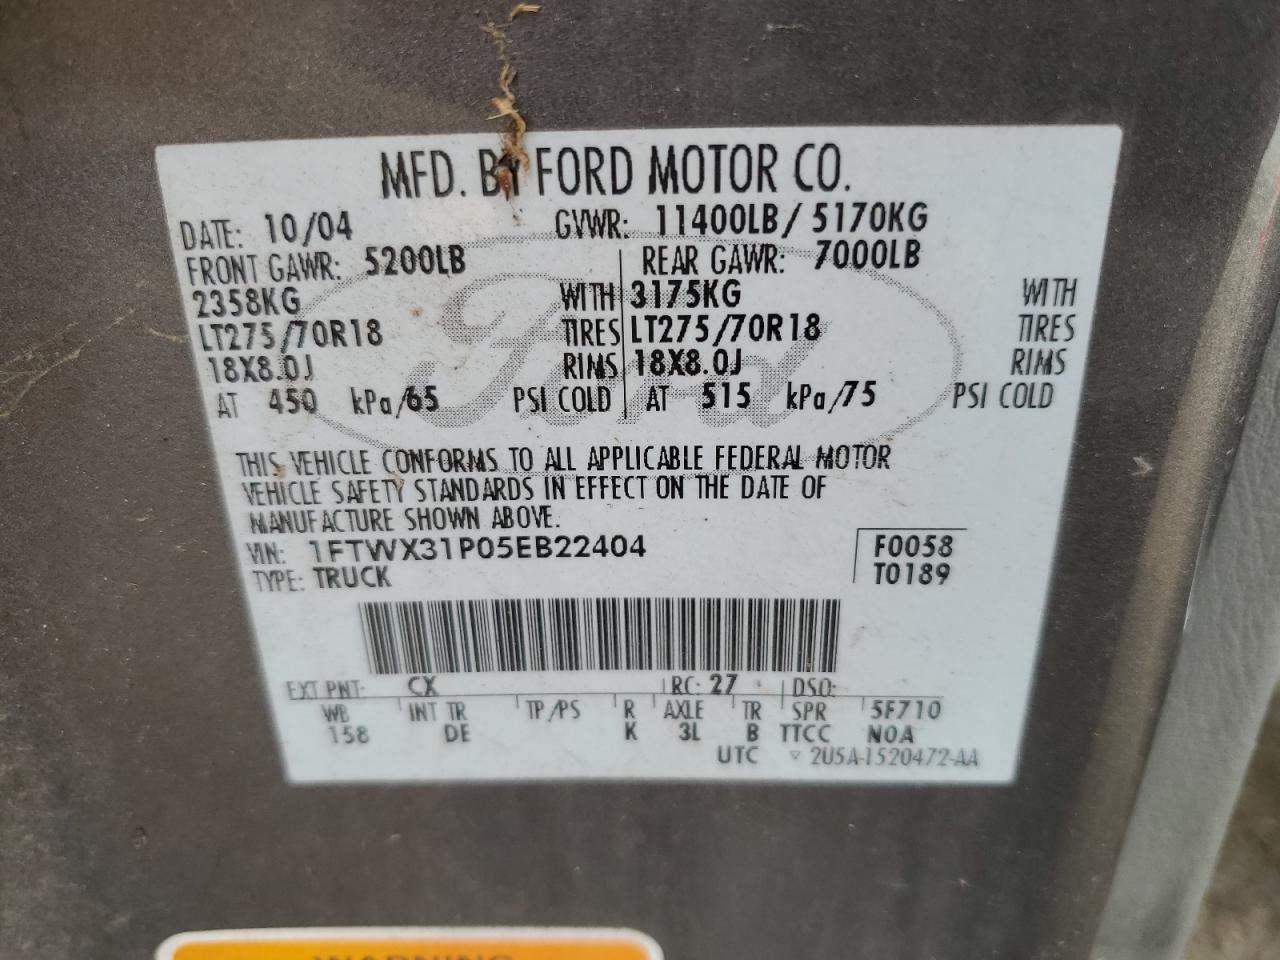 MFD. BY FORD MOTOR CO.
DATE: 10/04 GVWR: 11400LB/ 5170KG
FRONT GAWR: 5200LB REAR GAWR: 7000LB
2358KG WITH 3175KG WITH
LT275/70R18 TIRES LT275/70R18 TIRES
18X8.0J RIMS 18X8.0J RIMS
AT 450 kPa/65 PSI COLD AT 515 kPa/75 PSI COLD
Ford
THIS VEHICLE CONFORMS TO ALL APPLICABLE FEDERAL MOTOR
VEHICLE SAFETY STANDARDS IN EFFECT ON THE DATE OF
MANUFACTURE SHOWN ABOVE.
VIN: 1FTWX31P05EB22404 F0058
TYPE: TRUCK T0189
EXT PNT: CX RC: 27 DSO:
WB INT TR TP/PS R AXLE TR SPR 5F710
158 DE K 3L B TTCC NOA
UTC ▽ 2U5A-1520472-AA
WARNING